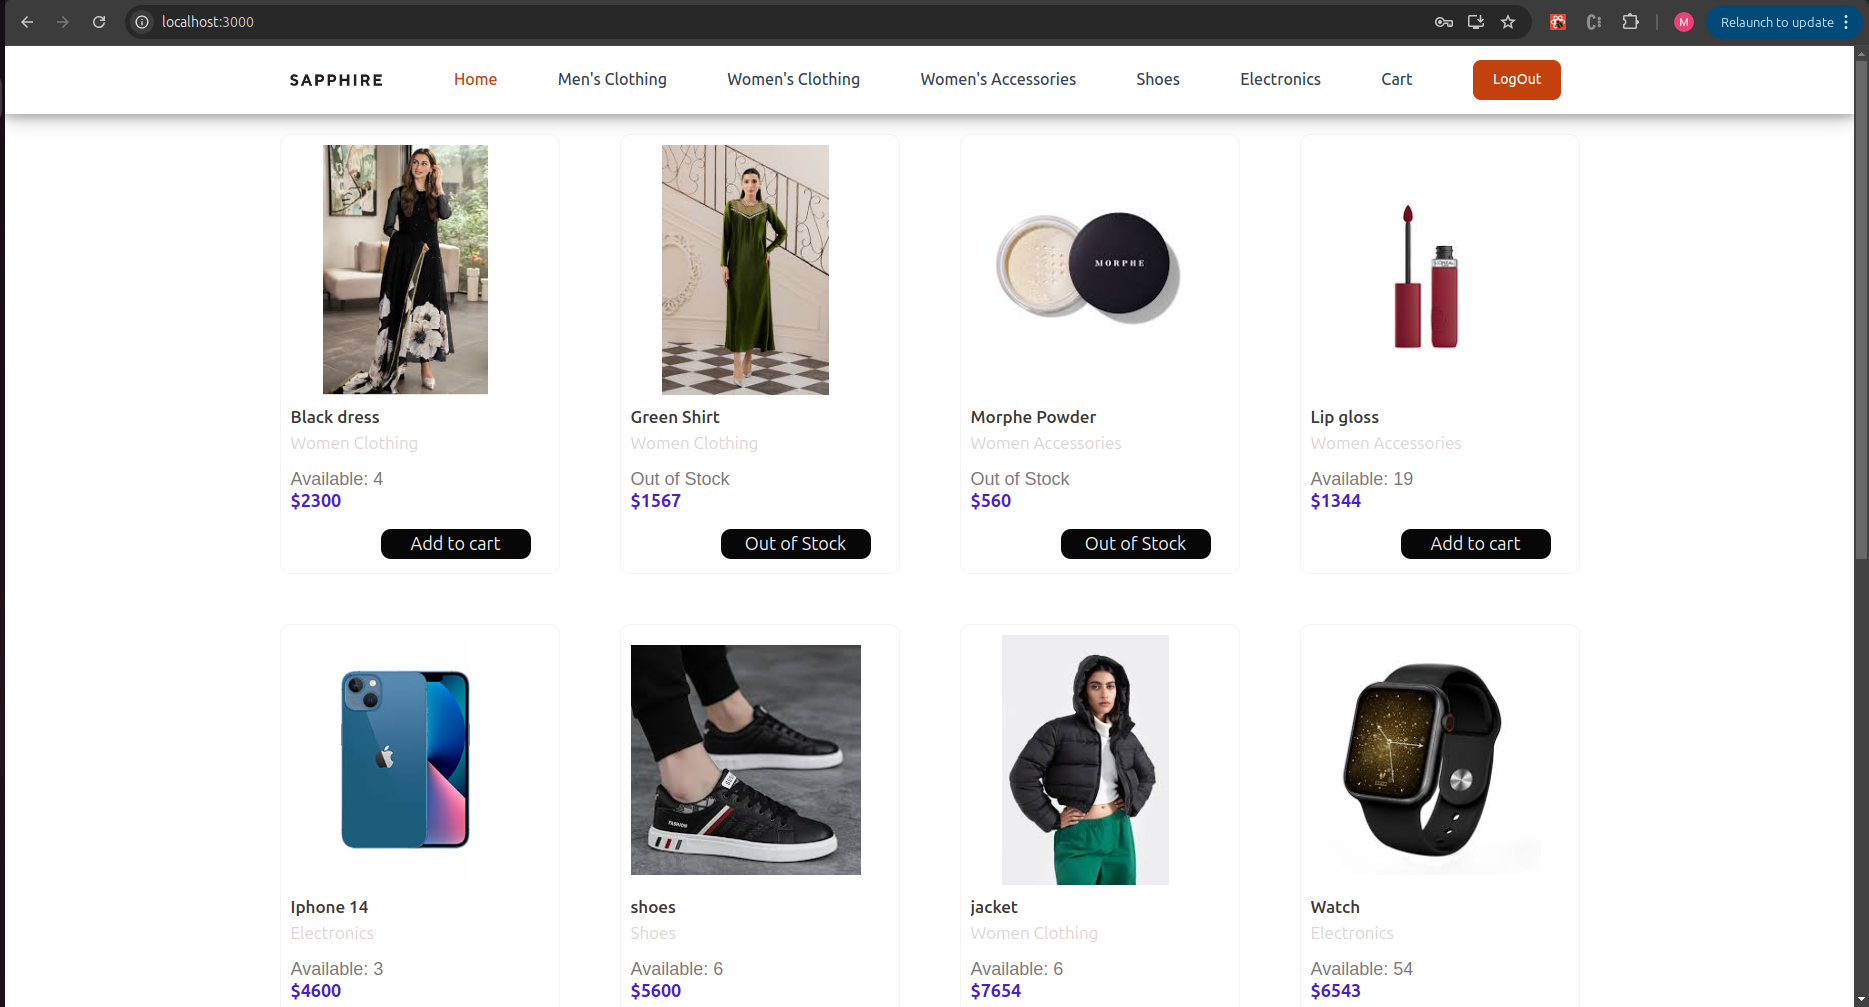 localhost:3000
M
Relaunch to update
SAPPHIRE
Home
Men's Clothing
Women's Clothing
Women's Accessories
Shoes
Electronics
Cart
LogOut
MORPHE
Black dress
Women Clothing
Available: 4
$2300
Add to cart
Green Shirt
Women Clothing
Out of Stock
$1567
Out of Stock
Morphe Powder
Women Accessories
Out of Stock
$560
Out of Stock
Lip gloss
Women Accessories
Available: 19
$1344
Add to cart
FASHION
Iphone 14
Electronics
Available: 3
$4600
shoes
Shoes
Available: 6
$5600
jacket
Women Clothing
Available: 6
$7654
Watch
Electronics
Available: 54
$6543